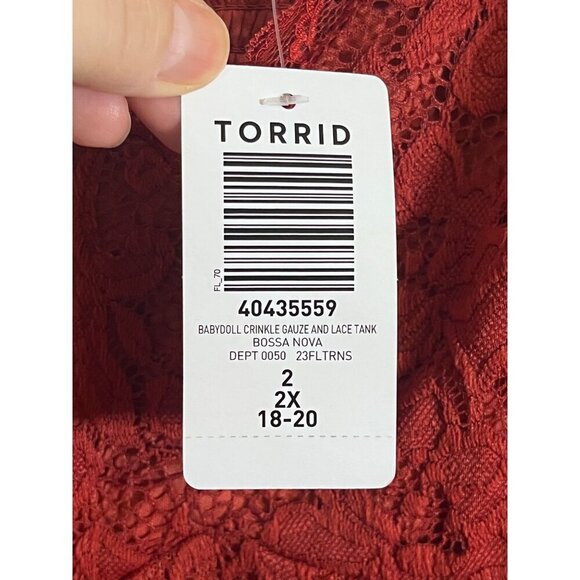 TORRID
FL_70
40435559
BABYDOLL CRINKLE GAUZE AND LACE TANK
BOSSA NOVA
DEPT 0050 23FLTRNS
2
2X
18-20